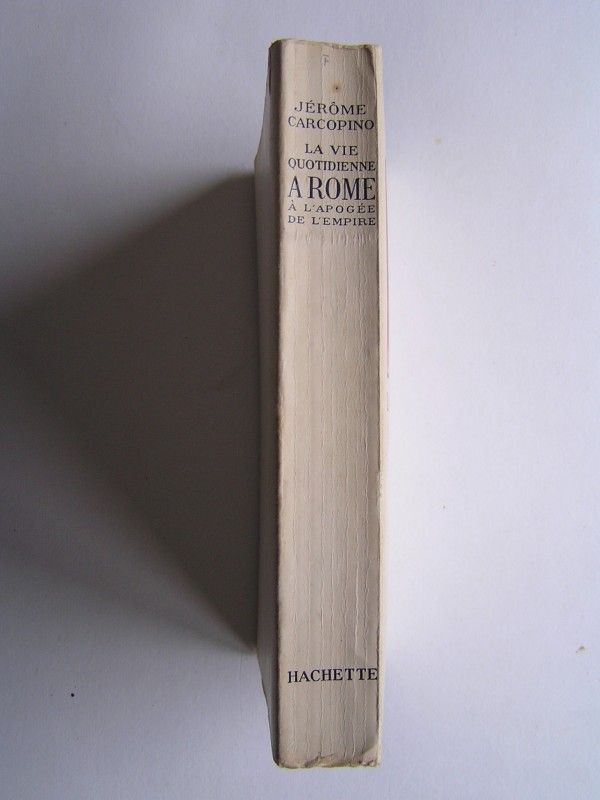 JÉRÔME
CARCOPINO
LA VIE
QUOTIDIENNE
A ROME
À L'APOGÉE
DE L'EMPIRE
HACHETTE